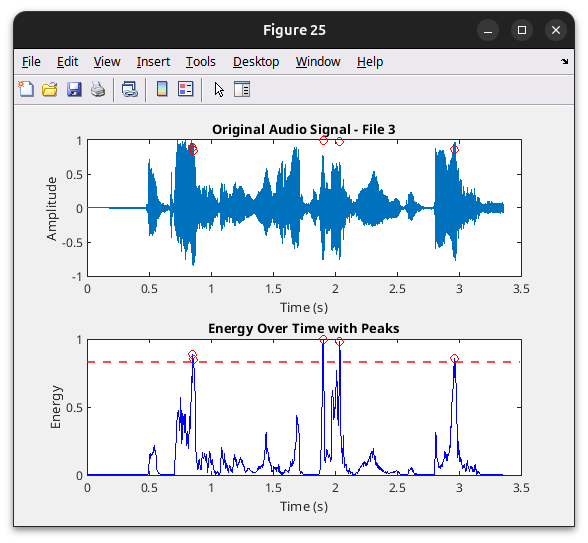 Figure 25
File Edit View Insert Tools Desktop Window Help
Original Audio Signal - File 3
Amplitude
1
0.5
0
-0.5
-1
0 0.5 1 1.5 2 2.5 3 3.5
Time (s)
Energy Over Time with Peaks
Energy
1
0.5
0
0 0.5 1 1.5 2 2.5 3 3.5
Time (s)